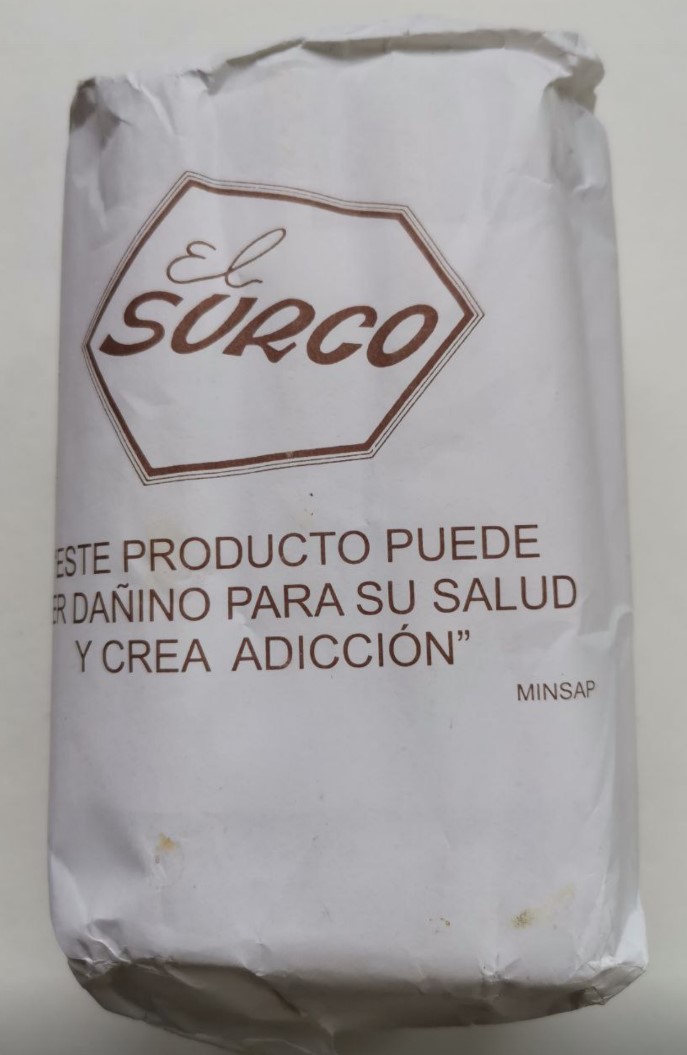 El
SURCO
"ESTE PRODUCTO PUEDE
ER DAÑINO PARA SU SALUD
Y CREA ADICCIÓN”
MINSAP